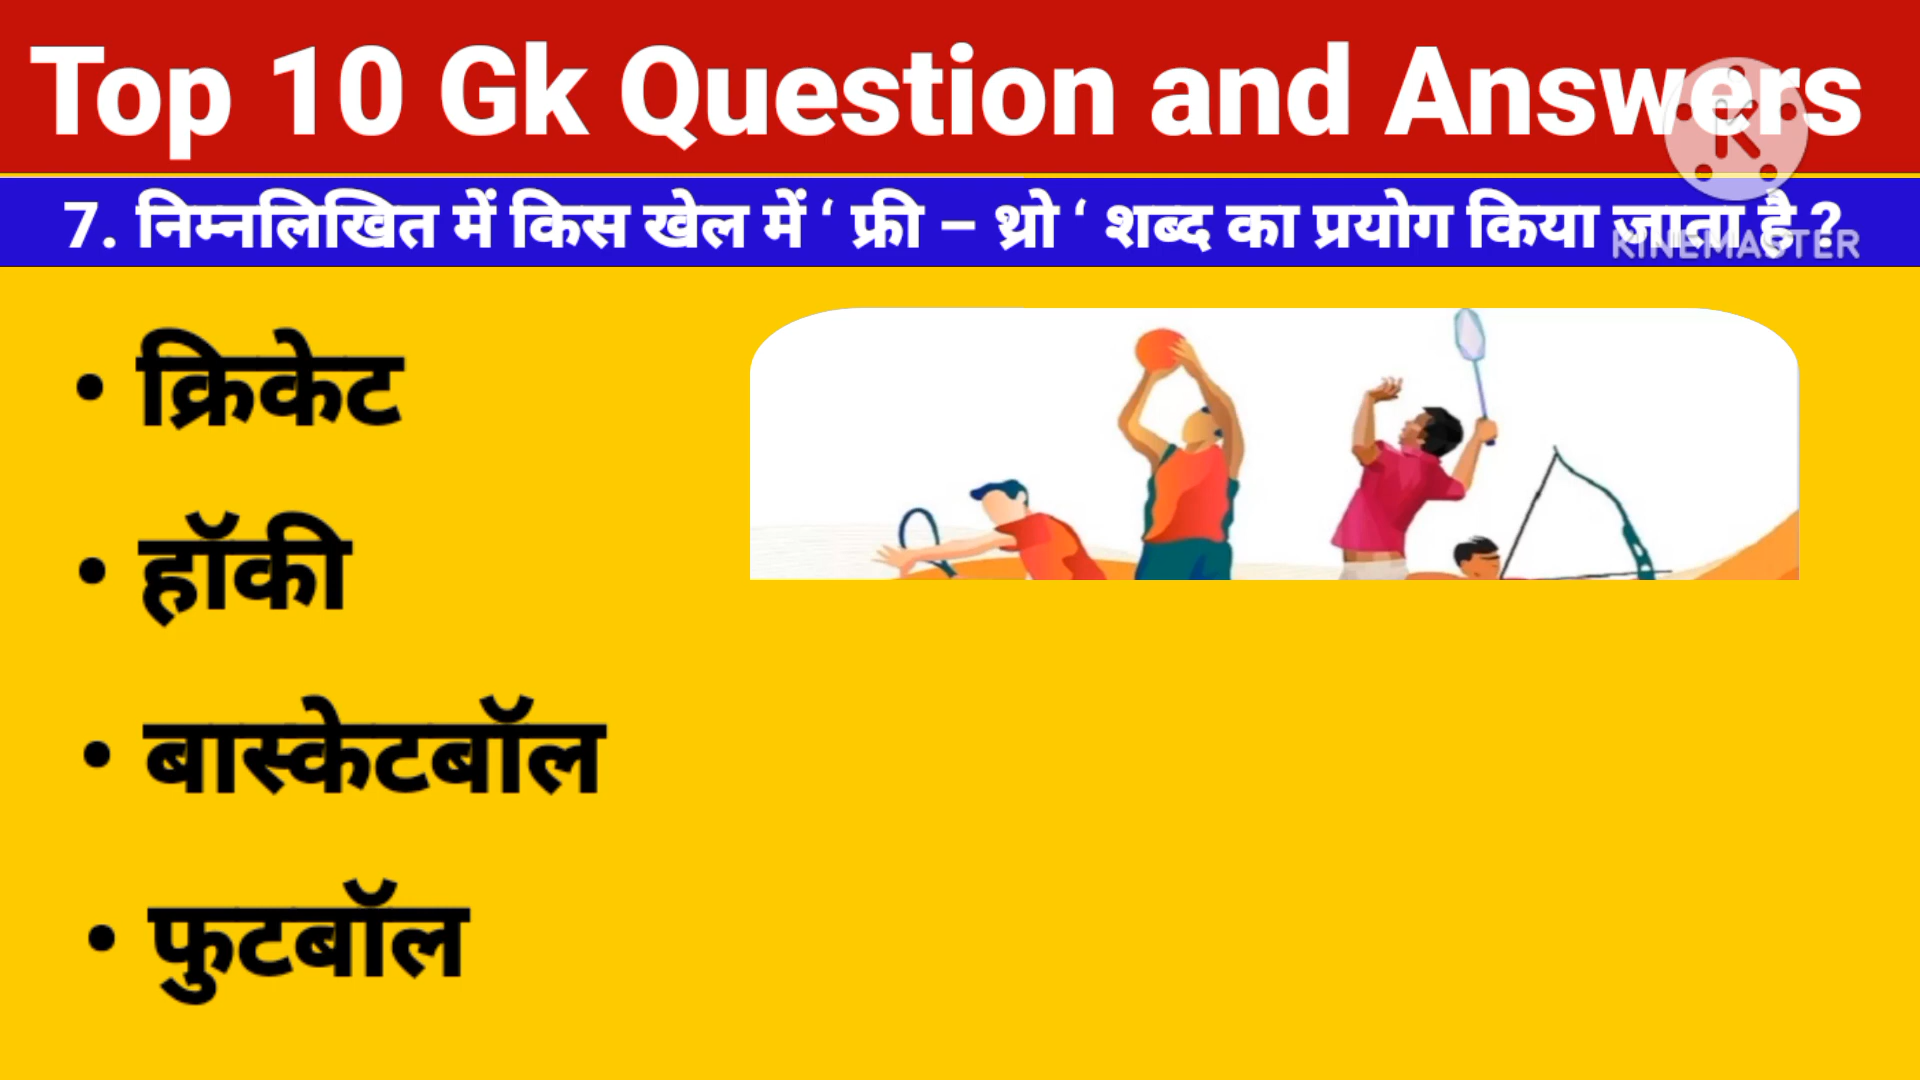 Top 10 Gk Question and Answers
7. निम्नलिखित में किस खेल में ‘ फ्री – थ्रो ‘ शब्द का प्रयोग किया जाता है ?
KINEMASTER
• क्रिकेट
• हॉकी
• बास्केटबॉल
• फुटबॉल